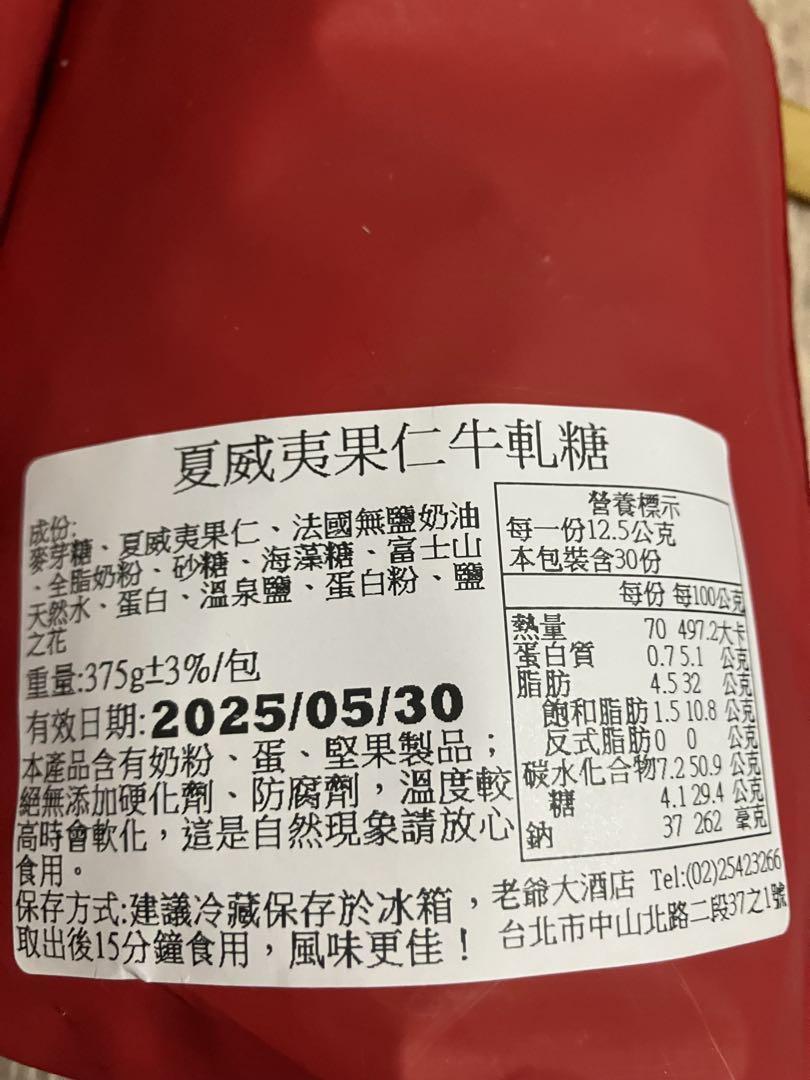 夏威夷果仁牛軋糖
成份:
麥芽糖、夏威夷果仁、法國無鹽奶油
、全脂奶粉、砂糖、海藻糖、富士山
天然水、蛋白、溫泉鹽、蛋白粉、鹽
之花
重量:375g±3%/包
有效日期:2025/05/30
本產品含有奶粉、蛋、堅果製品；
絕無添加硬化劑、防腐劑，溫度較
高時會軟化，這是自然現象請放心
食用。
保存方式:建議冷藏保存於冰箱，
取出後15分鐘食用，風味更佳！
營養標示
每一份12.5公克
本包裝含30份
每份 每100公克
熱量 70 497.2大卡
蛋白質 0.7 5.1 公克
脂肪 4.5 32 公克
飽和脂肪 1.5 10.8 公克
反式脂肪 0 0 公克
碳水化合物 7.2 50.9 公克
糖 4.1 29.4 公克
鈉 37 262 毫克
老爺大酒店 Tel:(02)25423266
台北市中山北路二段37之1號